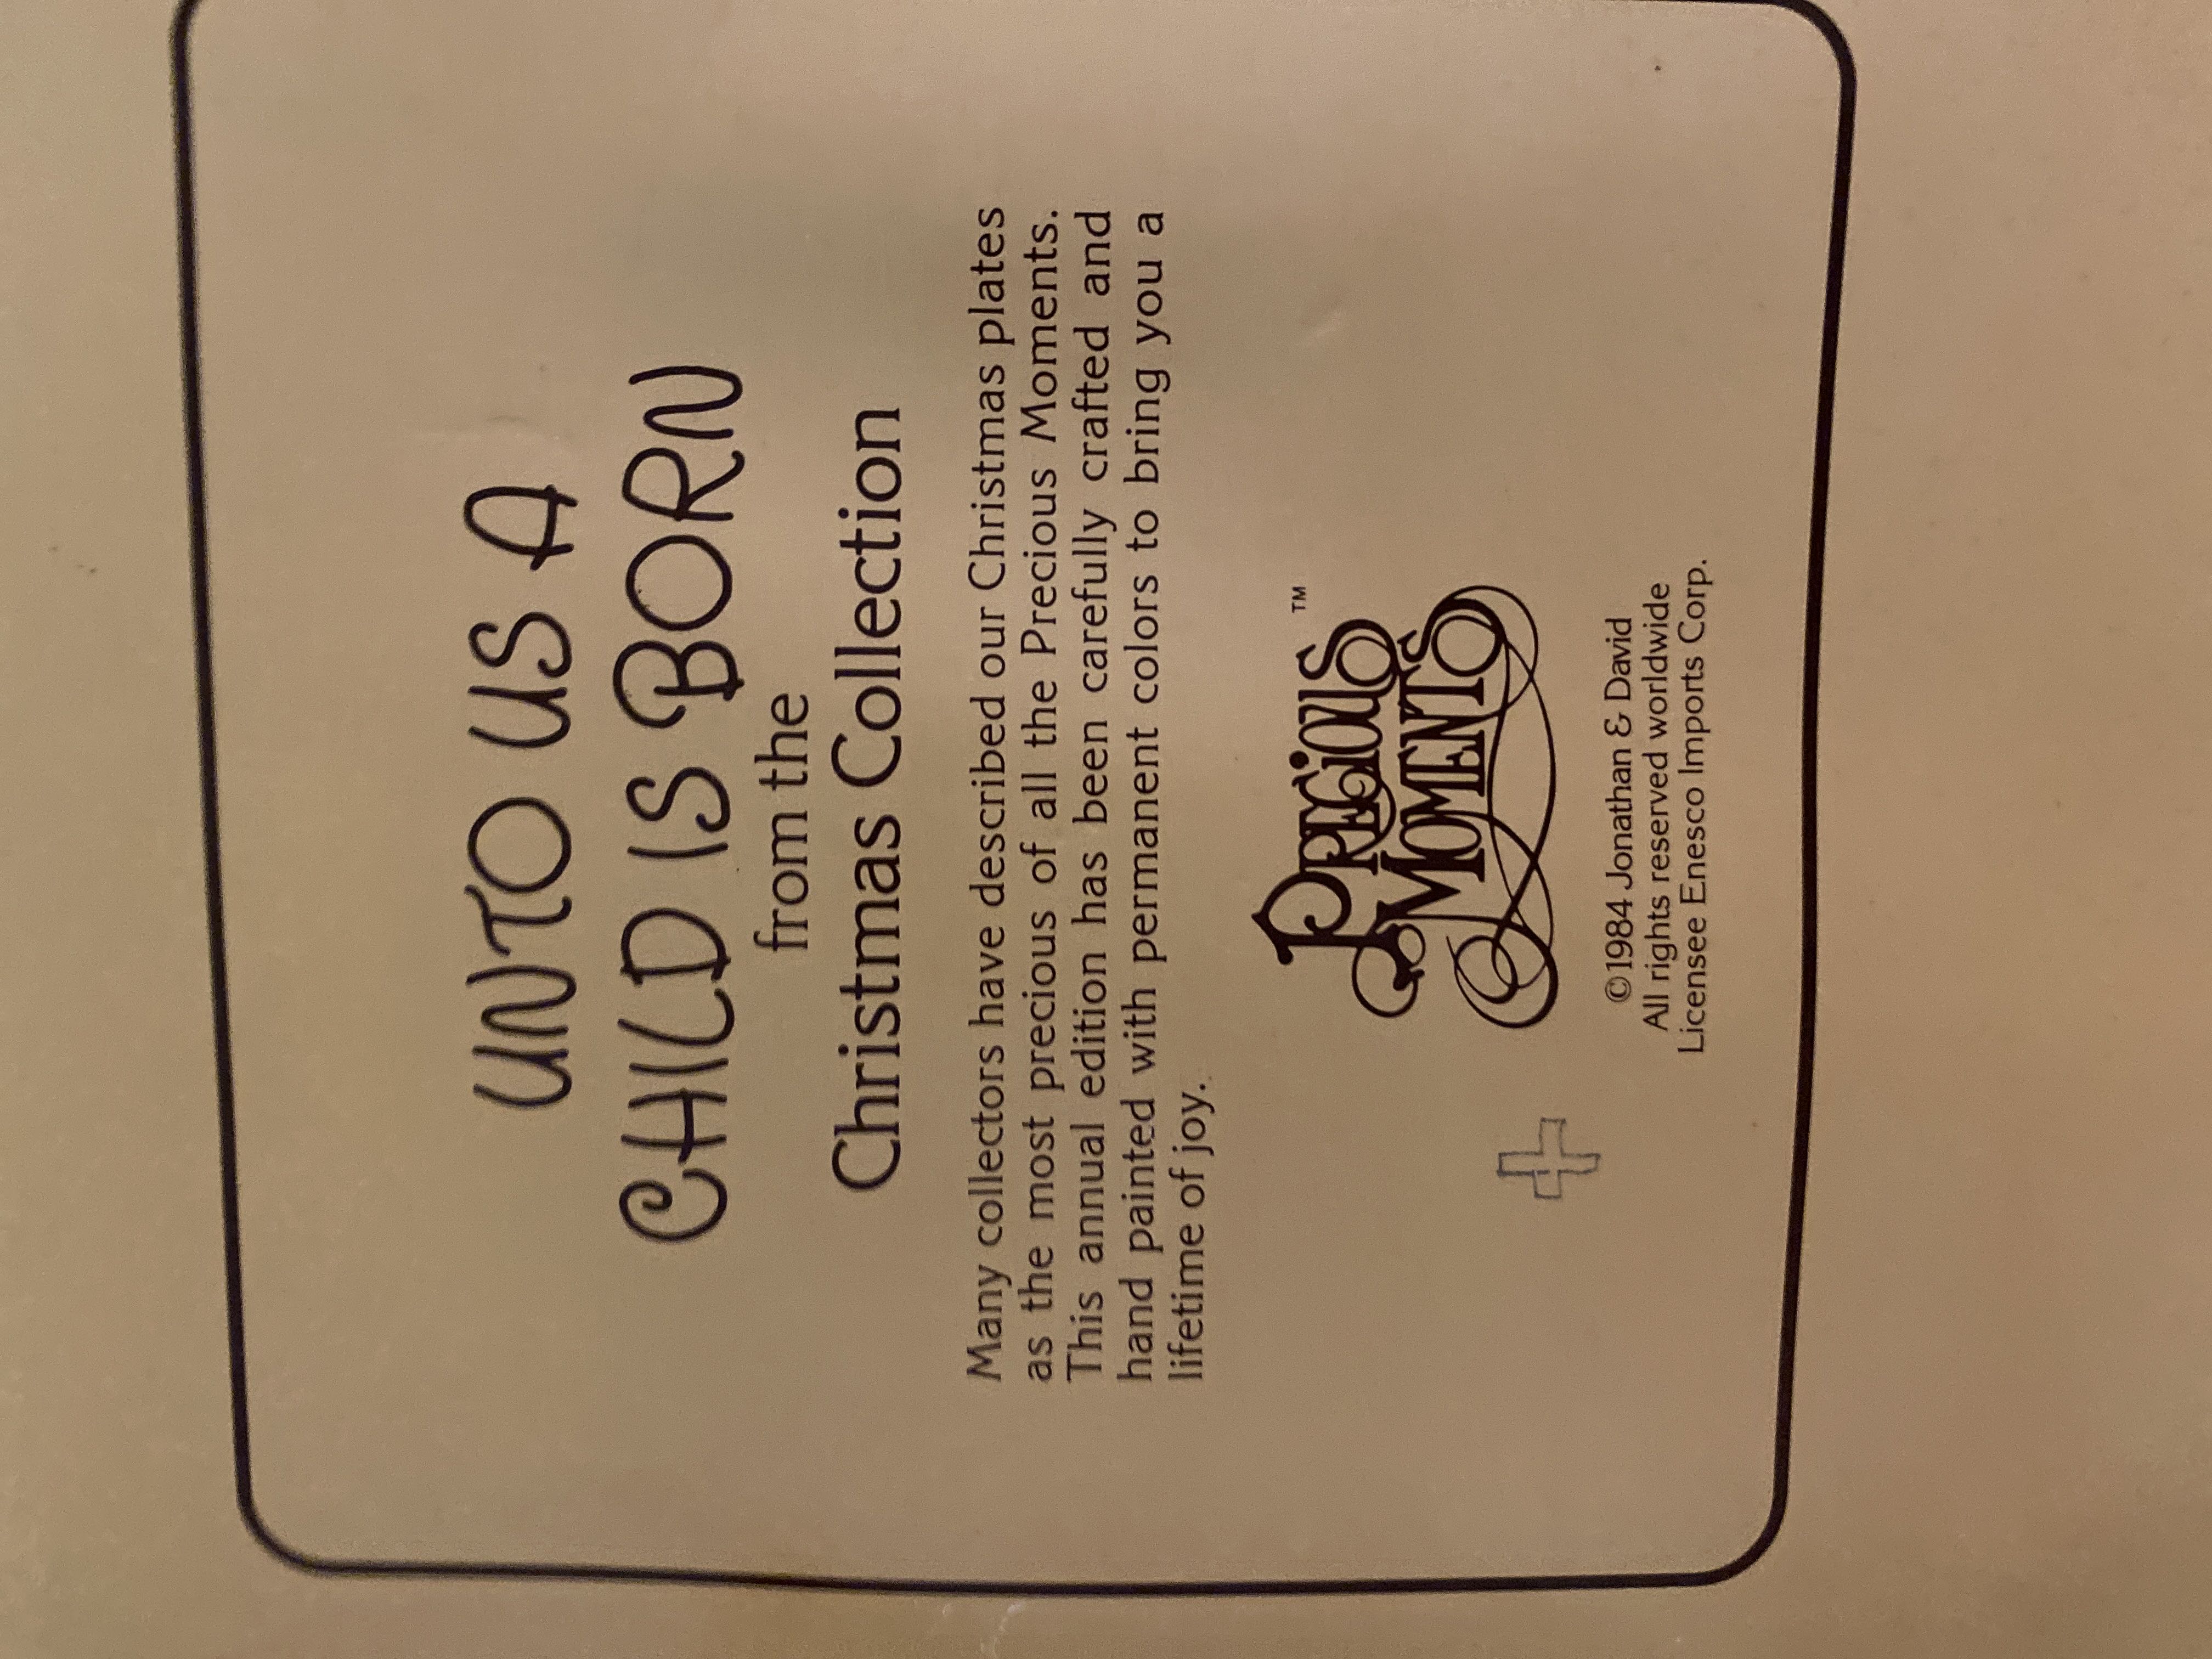 UNTO US A
CHILD IS BORN
from the
Christmas Collection
Many collectors have described our Christmas plates
as the most precious of all the Precious Moments.
This annual edition has been carefully crafted and
hand painted with permanent colors to bring you a
lifetime of joy.
PRECIOUS ™
MOMENTS
©1984 Jonathan & David
All rights reserved worldwide
Licensee Enesco Imports Corp.